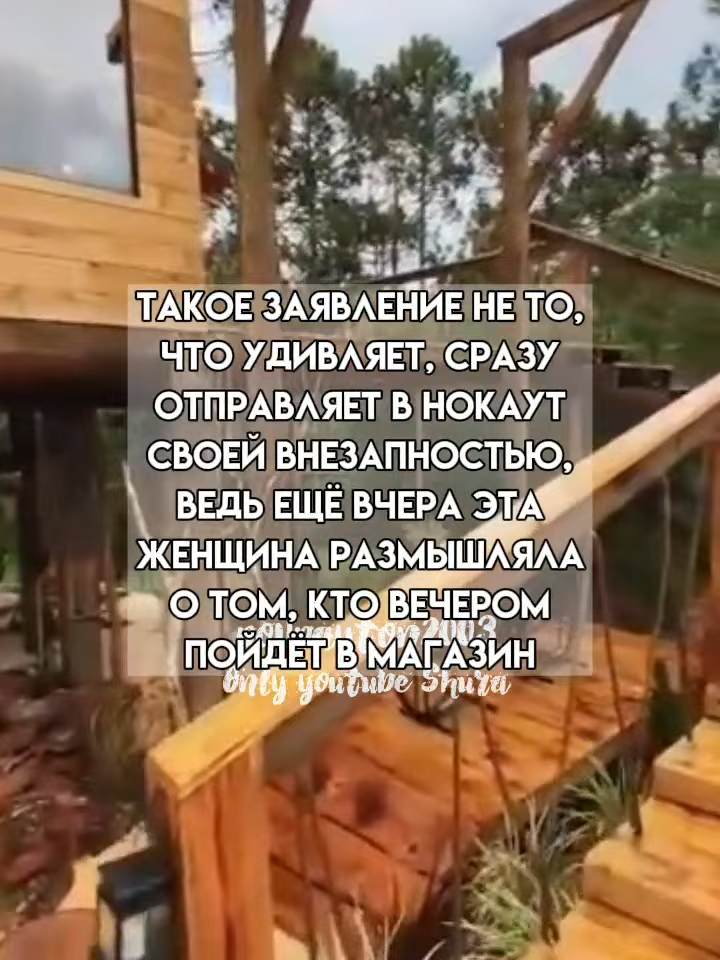 ТАКОЕ ЗАЯВЛЕНИЕ НЕ ТО,
ЧТО УДИВЛЯЕТ, СРАЗУ
ОТПРАВЛЯЕТ В НОКАУТ
СВОЕЙ ВНЕЗАПНОСТЬЮ,
ВЕДЬ ЕЩЁ ВЧЕРА ЭТА
ЖЕНЩИНА РАЗМЫШЛЯЛА
О ТОМ, КТО ВЕЧЕРОМ
ПОЙДЁТ В МАГАЗИН
Only youtube Shura